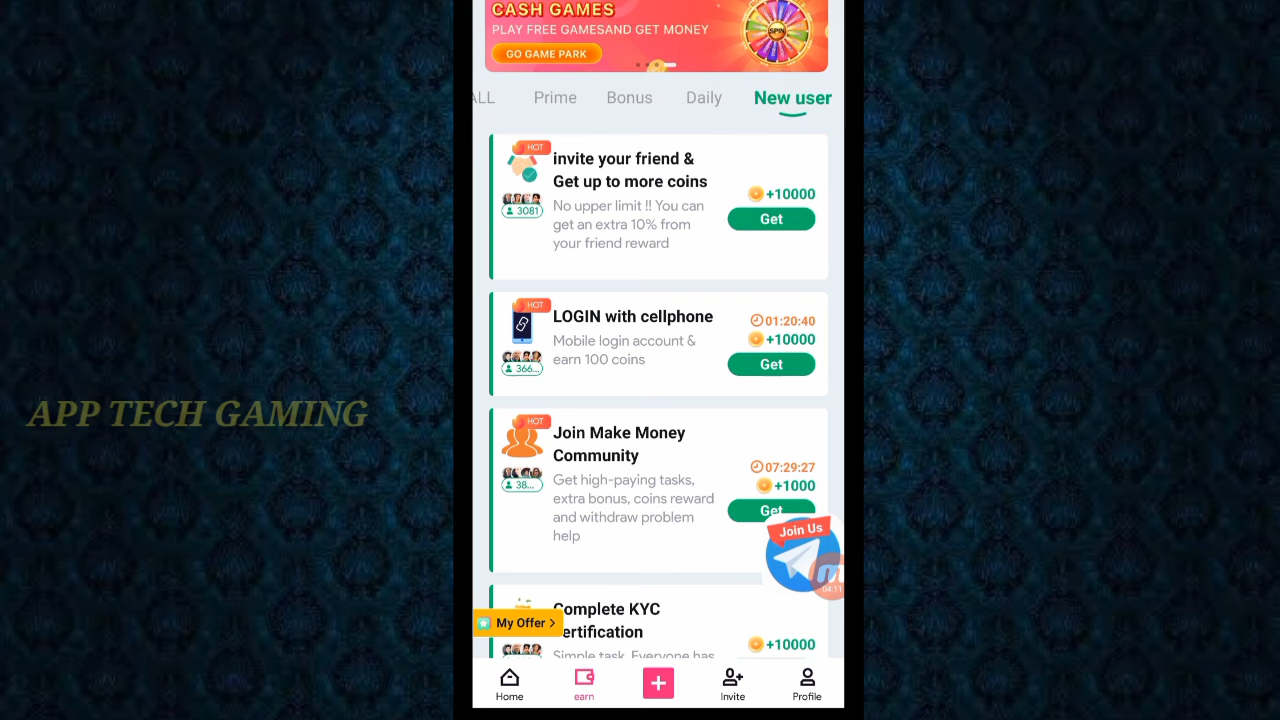 CASH GAMES
PLAY FREE GAMESAND GET MONEY
GO GAME PARK
SPIN
ALL Prime Bonus Daily New user
HOT
invite your friend &
Get up to more coins
3081
No upper limit !! You can
get an extra 10% from
your friend reward
+10000
Get
HOT
LOGIN with cellphone
366...
Mobile login account &
earn 100 coins
01:20:40
+10000
Get
HOT
Join Make Money
Community
38...
Get high-paying tasks,
extra bonus, coins reward
and withdraw problem
help
07:29:27
+1000
Get
Join Us
04:11
Complete KYC
My Offer >
ertification
Simple task. Everyone has
+10000
Home earn Invite Profile
APP TECH GAMING